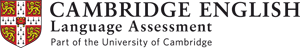 CAMBRIDGE ENGLISH
Language Assessment
Part of the University of Cambridge